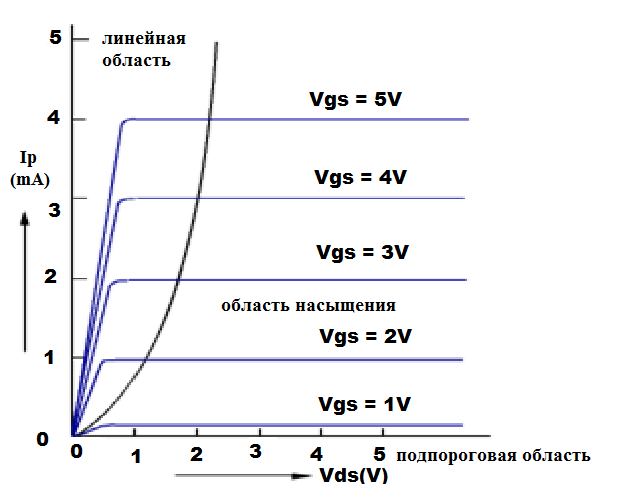 5
линейная
область
Vgs = 5V
4
Ip
(mA)
Vgs = 4V
3
Vgs = 3V
2
область насыщения
Vgs = 2V
1
Vgs = 1V
0
0 1 2 3 4 5 подпороговая область
Vds(V)